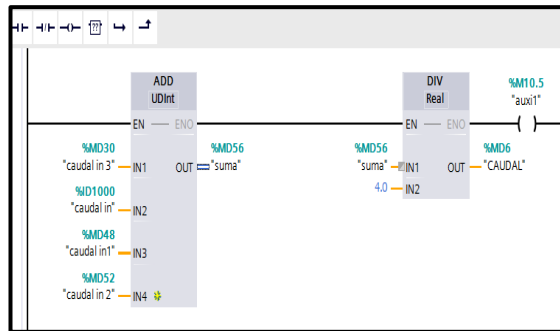 ??
ADD
UDInt
EN
ENO
%MD30
"caudal in 3"
IN1
%ID1000
"caudal in"
IN2
%MD48
"caudal in1"
IN3
%MD52
"caudal in 2"
IN4
OUT
%MD56
"suma"
DIV
Real
EN
ENO
%MD56
"suma"
IN1
4.0
IN2
OUT
%MD6
"CAUDAL"
%M10.5
"auxi1"